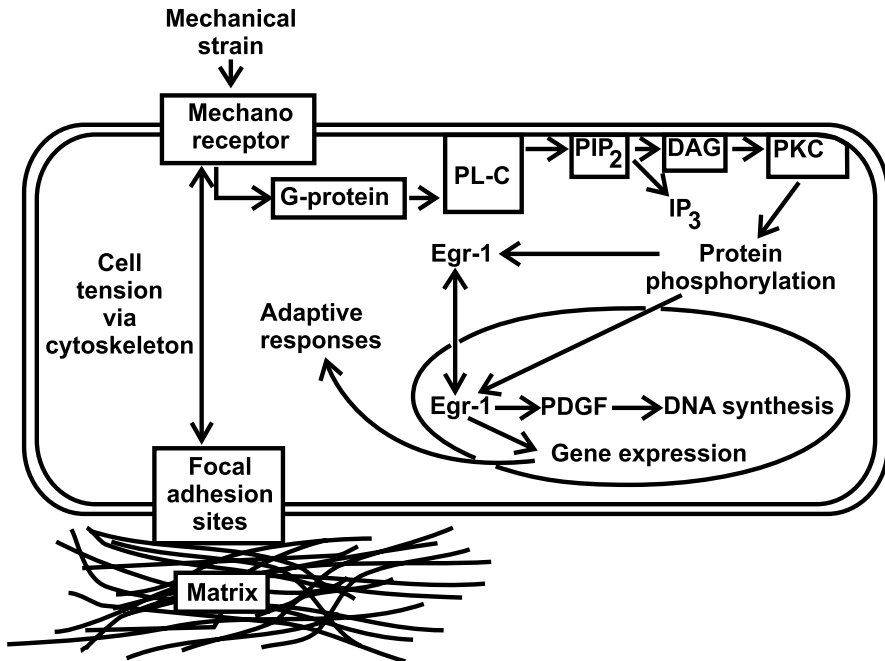 Mechanical
strain
Mechano
receptor
G-protein
PL-C
PIP2
DAG
PKC
IP3
Protein
phosphorylation
Egr-1
Cell
tension
via
cytoskeleton
Adaptive
responses
Egr-1
PDGF
DNA synthesis
Gene expression
Focal
adhesion
sites
Matrix